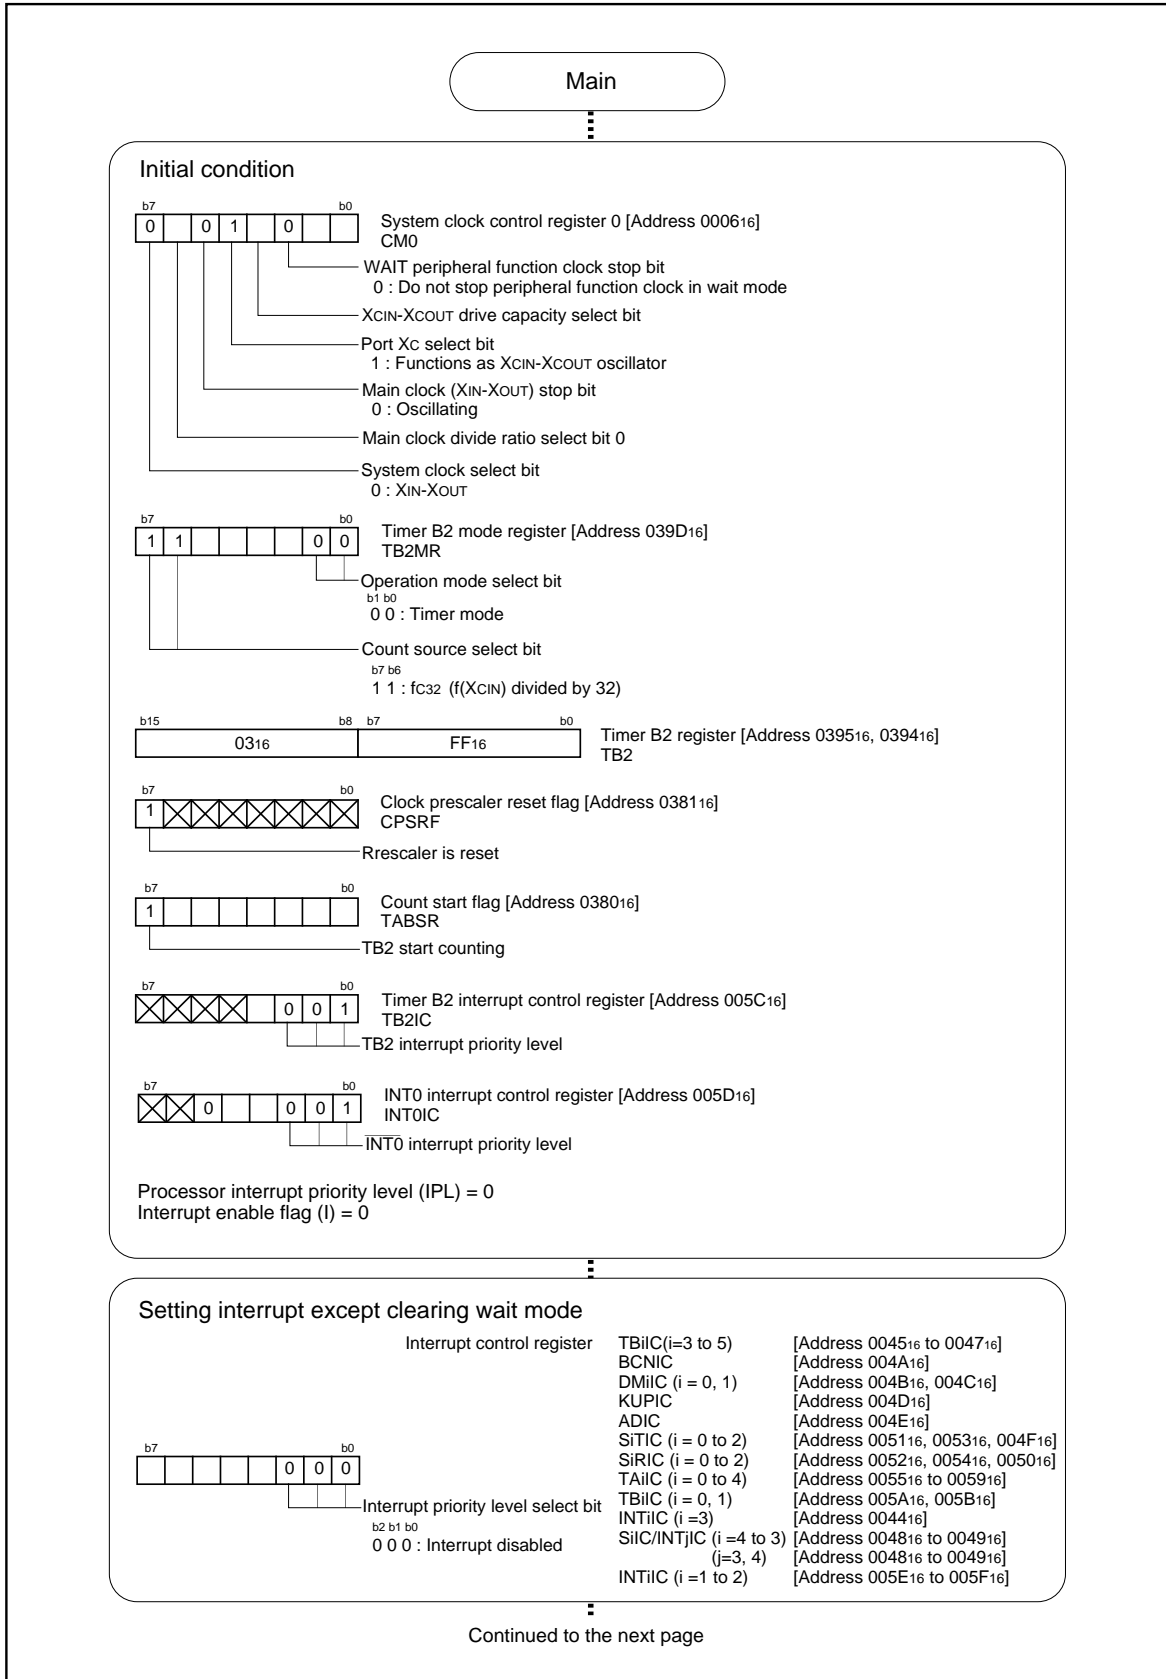 Main
Initial condition
b7 b0
0 0 1 0
System clock control register 0 [Address 000616]
CM0
WAIT peripheral function clock stop bit
0 : Do not stop peripheral function clock in wait mode
XCIN-XCOUT drive capacity select bit
Port XC select bit
1 : Functions as XCIN-XCOUT oscillator
Main clock (XIN-XOUT) stop bit
0 : Oscillating
Main clock divide ratio select bit 0
System clock select bit
0 : XIN-XOUT
b7 b0
1 1 0 0
Timer B2 mode register [Address 039D16]
TB2MR
Operation mode select bit
b1 b0
0 0 : Timer mode
Count source select bit
b7 b6
1 1 : fC32 (f(XCIN) divided by 32)
b15 b8 b7 b0
0316 FF16
Timer B2 register [Address 039516, 039416]
TB2
b7 b0
1
Clock prescaler reset flag [Address 038116]
CPSRF
Rrescaler is reset
b7 b0
1
Count start flag [Address 038016]
TABSR
TB2 start counting
b7 b0
0 0 1
Timer B2 interrupt control register [Address 005C16]
TB2IC
TB2 interrupt priority level
b7 b0
0 0 0 1
INT0 interrupt control register [Address 005D16]
INT0IC
INT0 interrupt priority level
Processor interrupt priority level (IPL) = 0
Interrupt enable flag (I) = 0
Setting interrupt except clearing wait mode
Interrupt control register TBiIC(i=3 to 5) [Address 004516 to 004716]
BCNIC [Address 004A16]
DMiIC (i = 0, 1) [Address 004B16, 004C16]
KUPIC [Address 004D16]
ADIC [Address 004E16]
SiTIC (i = 0 to 2) [Address 005116, 005316, 004F16]
SiRIC (i = 0 to 2) [Address 005216, 005416, 005016]
TAiIC (i = 0 to 4) [Address 005516 to 005916]
TBiIC (i = 0, 1) [Address 005A16, 005B16]
INTiIC (i =3) [Address 004416]
SiIC/INTjIC (i =4 to 3) [Address 004816 to 004916]
(j=3, 4) [Address 004816 to 004916]
INTiIC (i =1 to 2) [Address 005E16 to 005F16]
b7 b0
0 0 0
Interrupt priority level select bit
b2 b1 b0
0 0 0 : Interrupt disabled
Continued to the next page